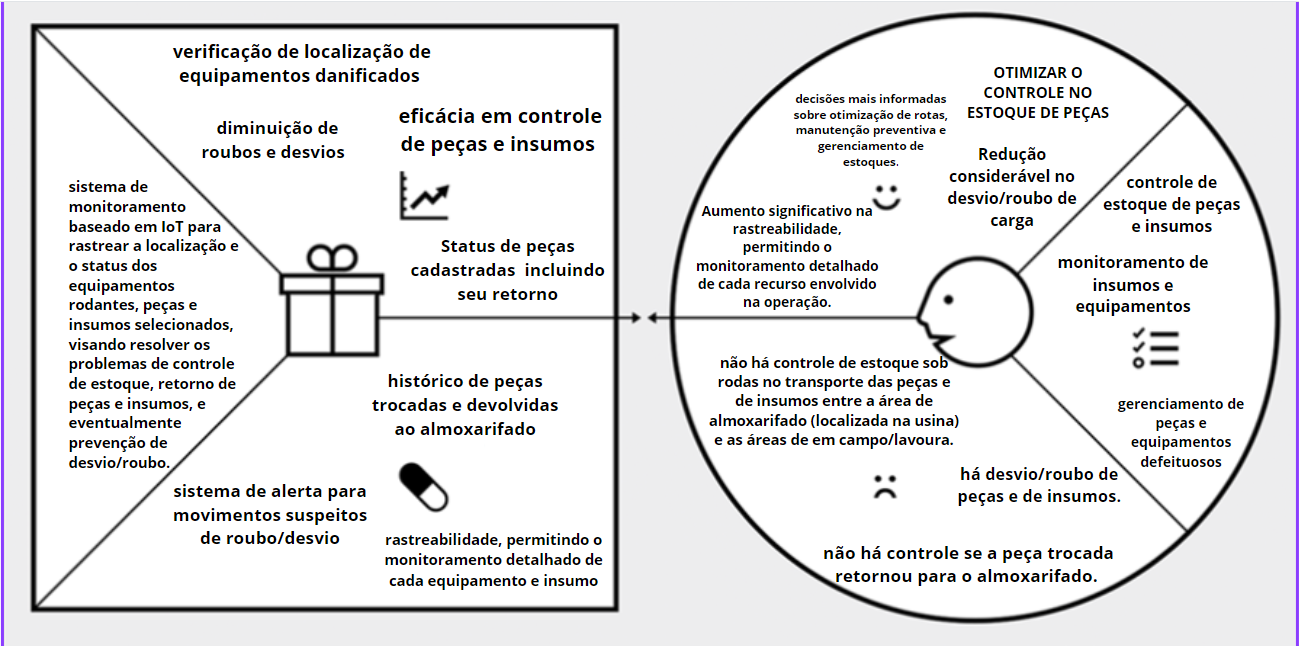 verificação de localização de
equipamentos danificados
diminuição de
roubos e desvios
eficácia em controle
de peças e insumos
sistema de
monitoramento
baseado em IoT para
rastrear a localização e
o status dos
equipamentos
rodantes, peças e
insumos selecionados,
visando resolver os
problemas de controle
de estoque, retorno de
peças e insumos, e
eventualmente
prevenção de
desvio/roubo.
Status de peças
cadastradas incluindo
seu retorno
histórico de peças
trocadas e devolvidas
ao almoxarifado
sistema de alerta para
movimentos suspeitos
de roubo/desvio
rastreabilidade, permitindo o
monitoramento detalhado de
cada equipamento e insumo
OTIMIZAR O
CONTROLE NO
ESTOQUE DE PEÇAS
decisões mais informadas
sobre otimização de rotas,
manutenção preventiva e
gerenciamento de
estoques.
Redução
considerável no
desvio/roubo de
carga
Aumento significativo na
rastreabilidade,
permitindo o
monitoramento detalhado
de cada recurso envolvido
na operação.
controle de
estoque de peças
e insumos
monitoramento de
insumos e
equipamentos
gerenciamento de
peças e
equipamentos
defeituosos
não há controle de estoque sob
rodas no transporte das peças e
de insumos entre a área de
almoxarifado (localizada na usina)
e as áreas de em campo/lavoura.
há desvio/roubo de
peças e de insumos.
não há controle se a peça trocada
retornou para o almoxarifado.